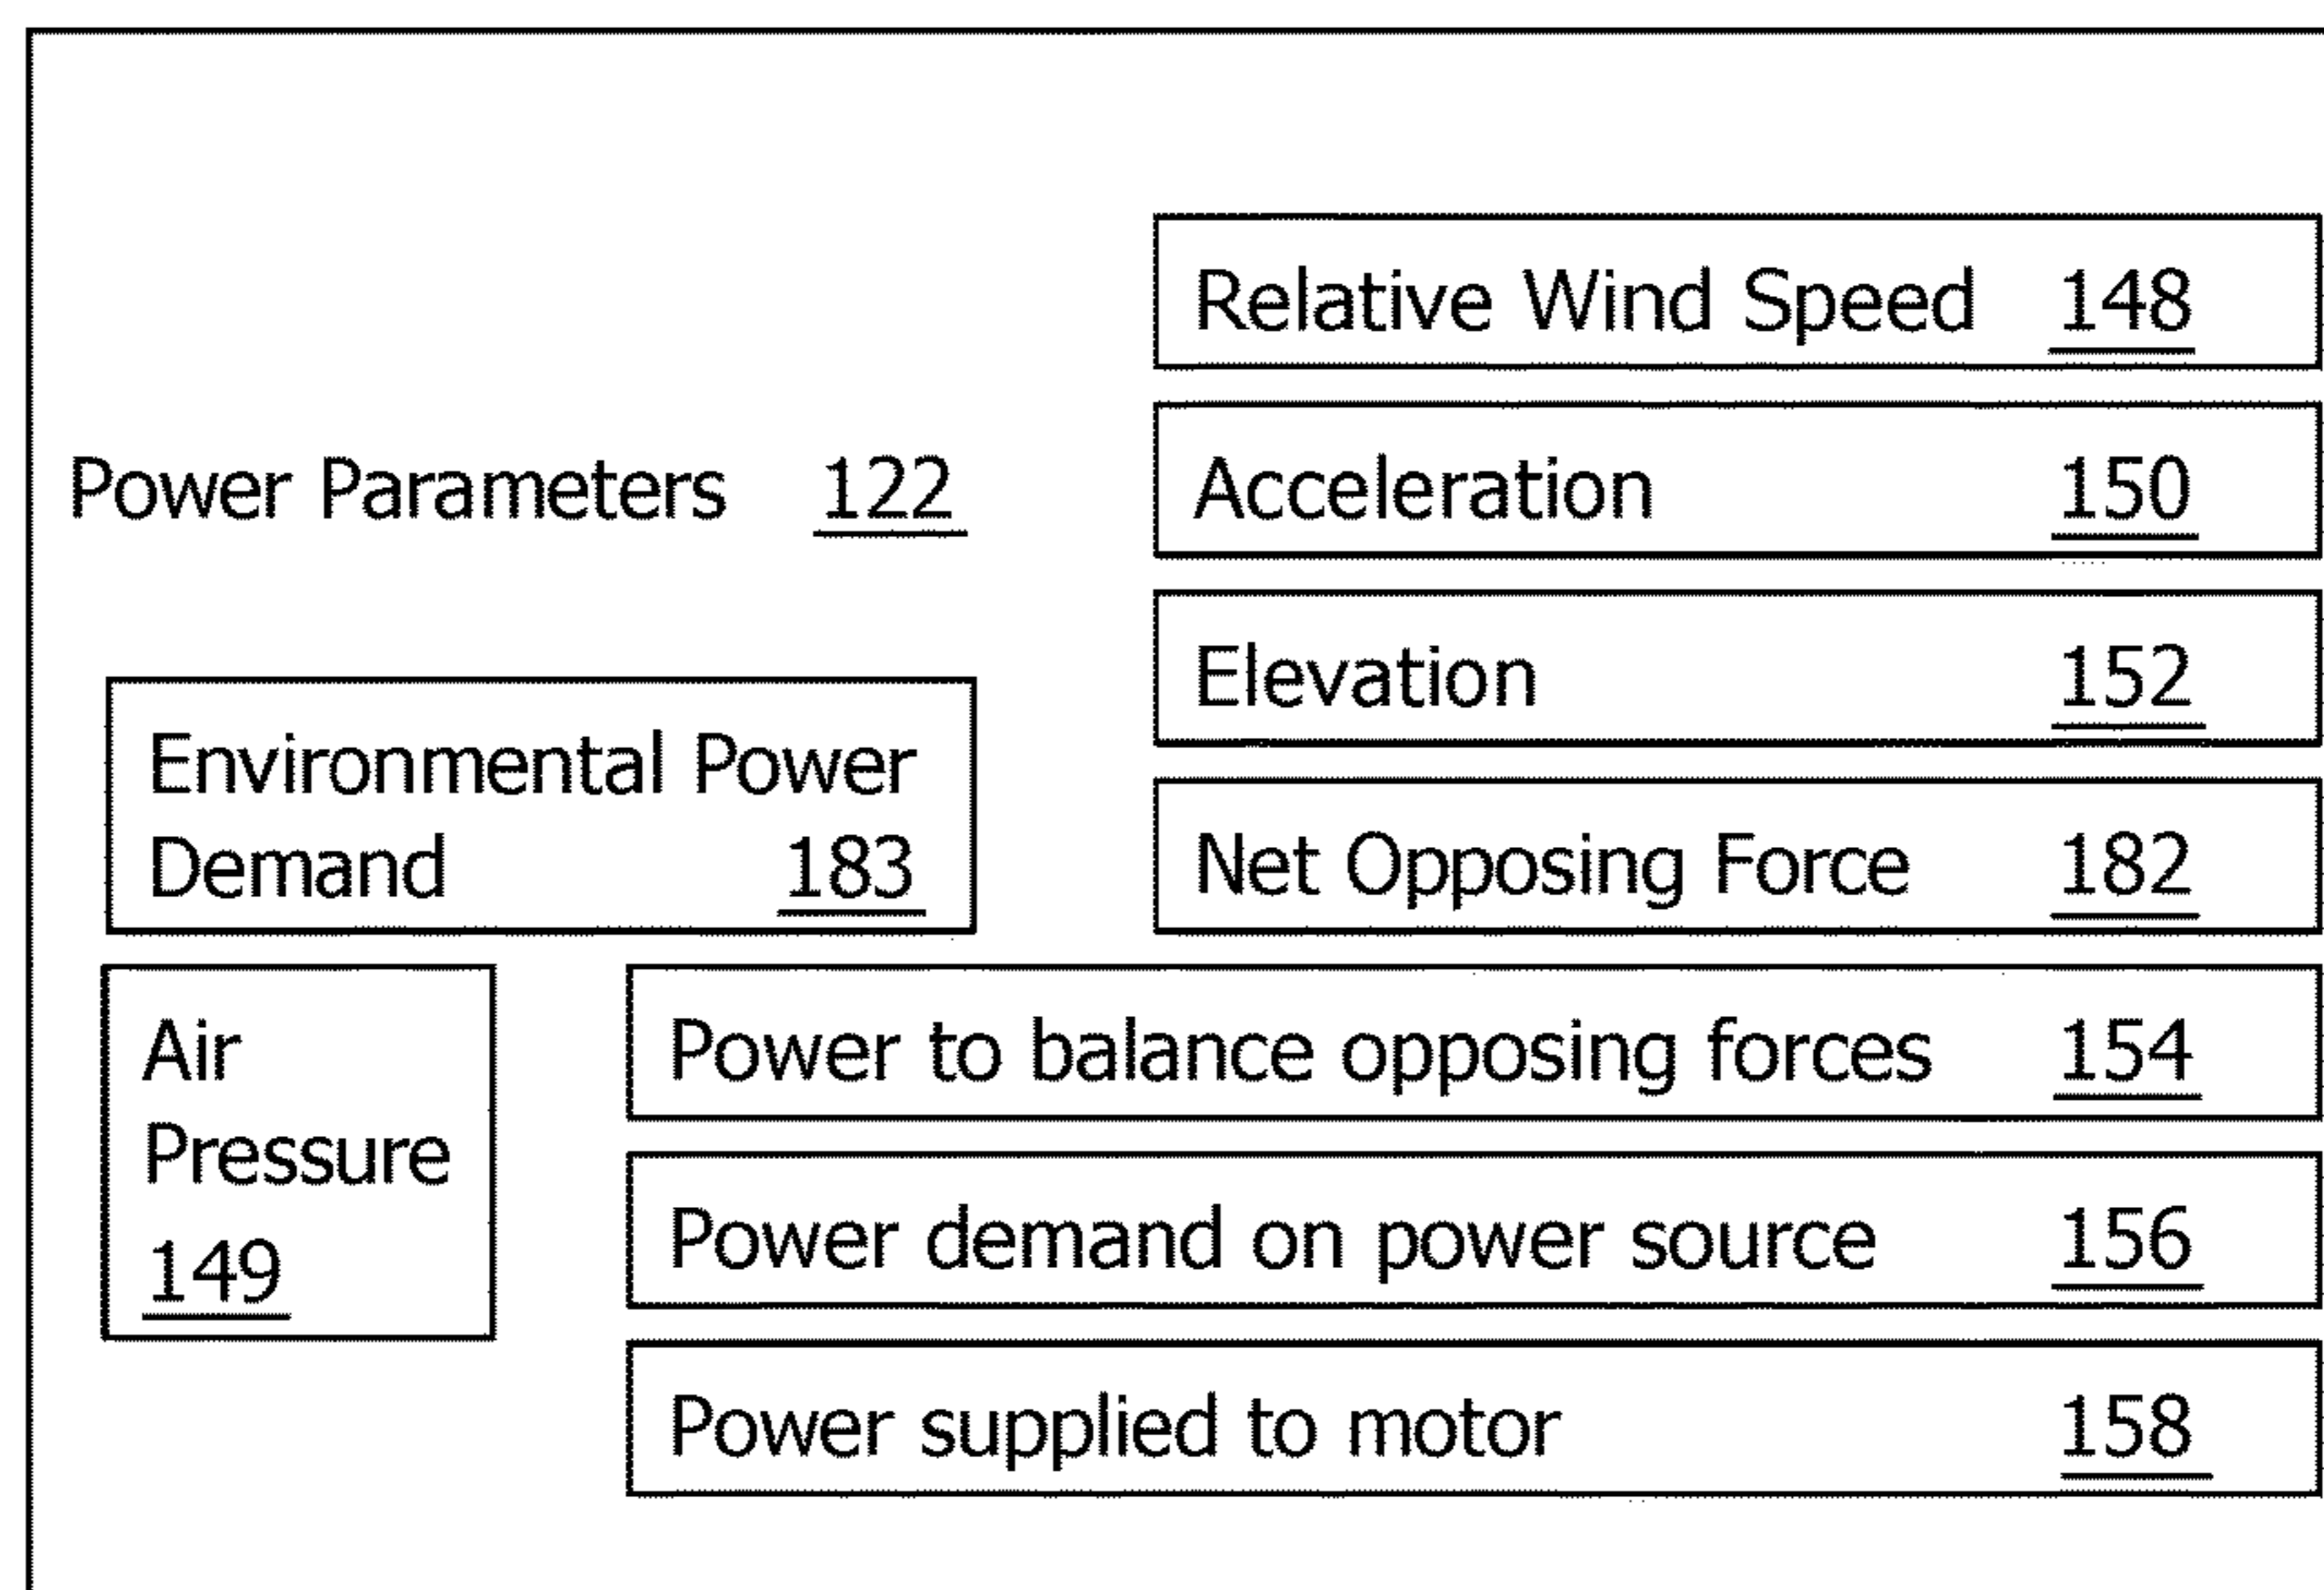 Relative Wind Speed 148
Power Parameters 122
Acceleration 150
Elevation 152
Environmental Power
Demand 183
Net Opposing Force 182
Air
Pressure
149
Power to balance opposing forces 154
Power demand on power source 156
Power supplied to motor 158